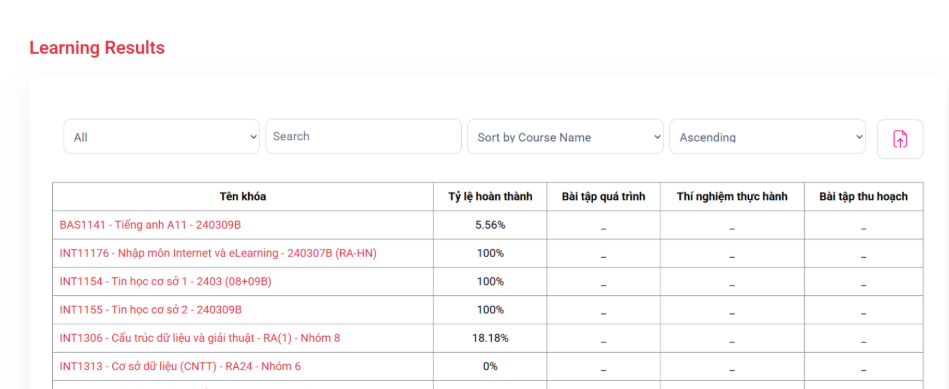 Learning Results
All Search Sort by Course Name Ascending
Tên khóa Tỷ lệ hoàn thành Bài tập quá trình Thí nghiệm thực hành Bài tập thu hoạch
BAS1141 - Tiếng anh A11 - 240309B 5.56% _ _ _
INT11176 - Nhập môn Internet và eLearning - 240307B (RA-HN) 100% _ _ _
INT1154 - Tin học cơ sở 1 - 2403 (08+09B) 100% _ _ _
INT1155 - Tin học cơ sở 2 - 240309B 100% _ _ _
INT1306 - Cấu trúc dữ liệu và giải thuật - RA(1) - Nhóm 8 18.18% _ _ _
INT1313 - Cơ sở dữ liệu (CNTT) - RA24 - Nhóm 6 0% _ _ _